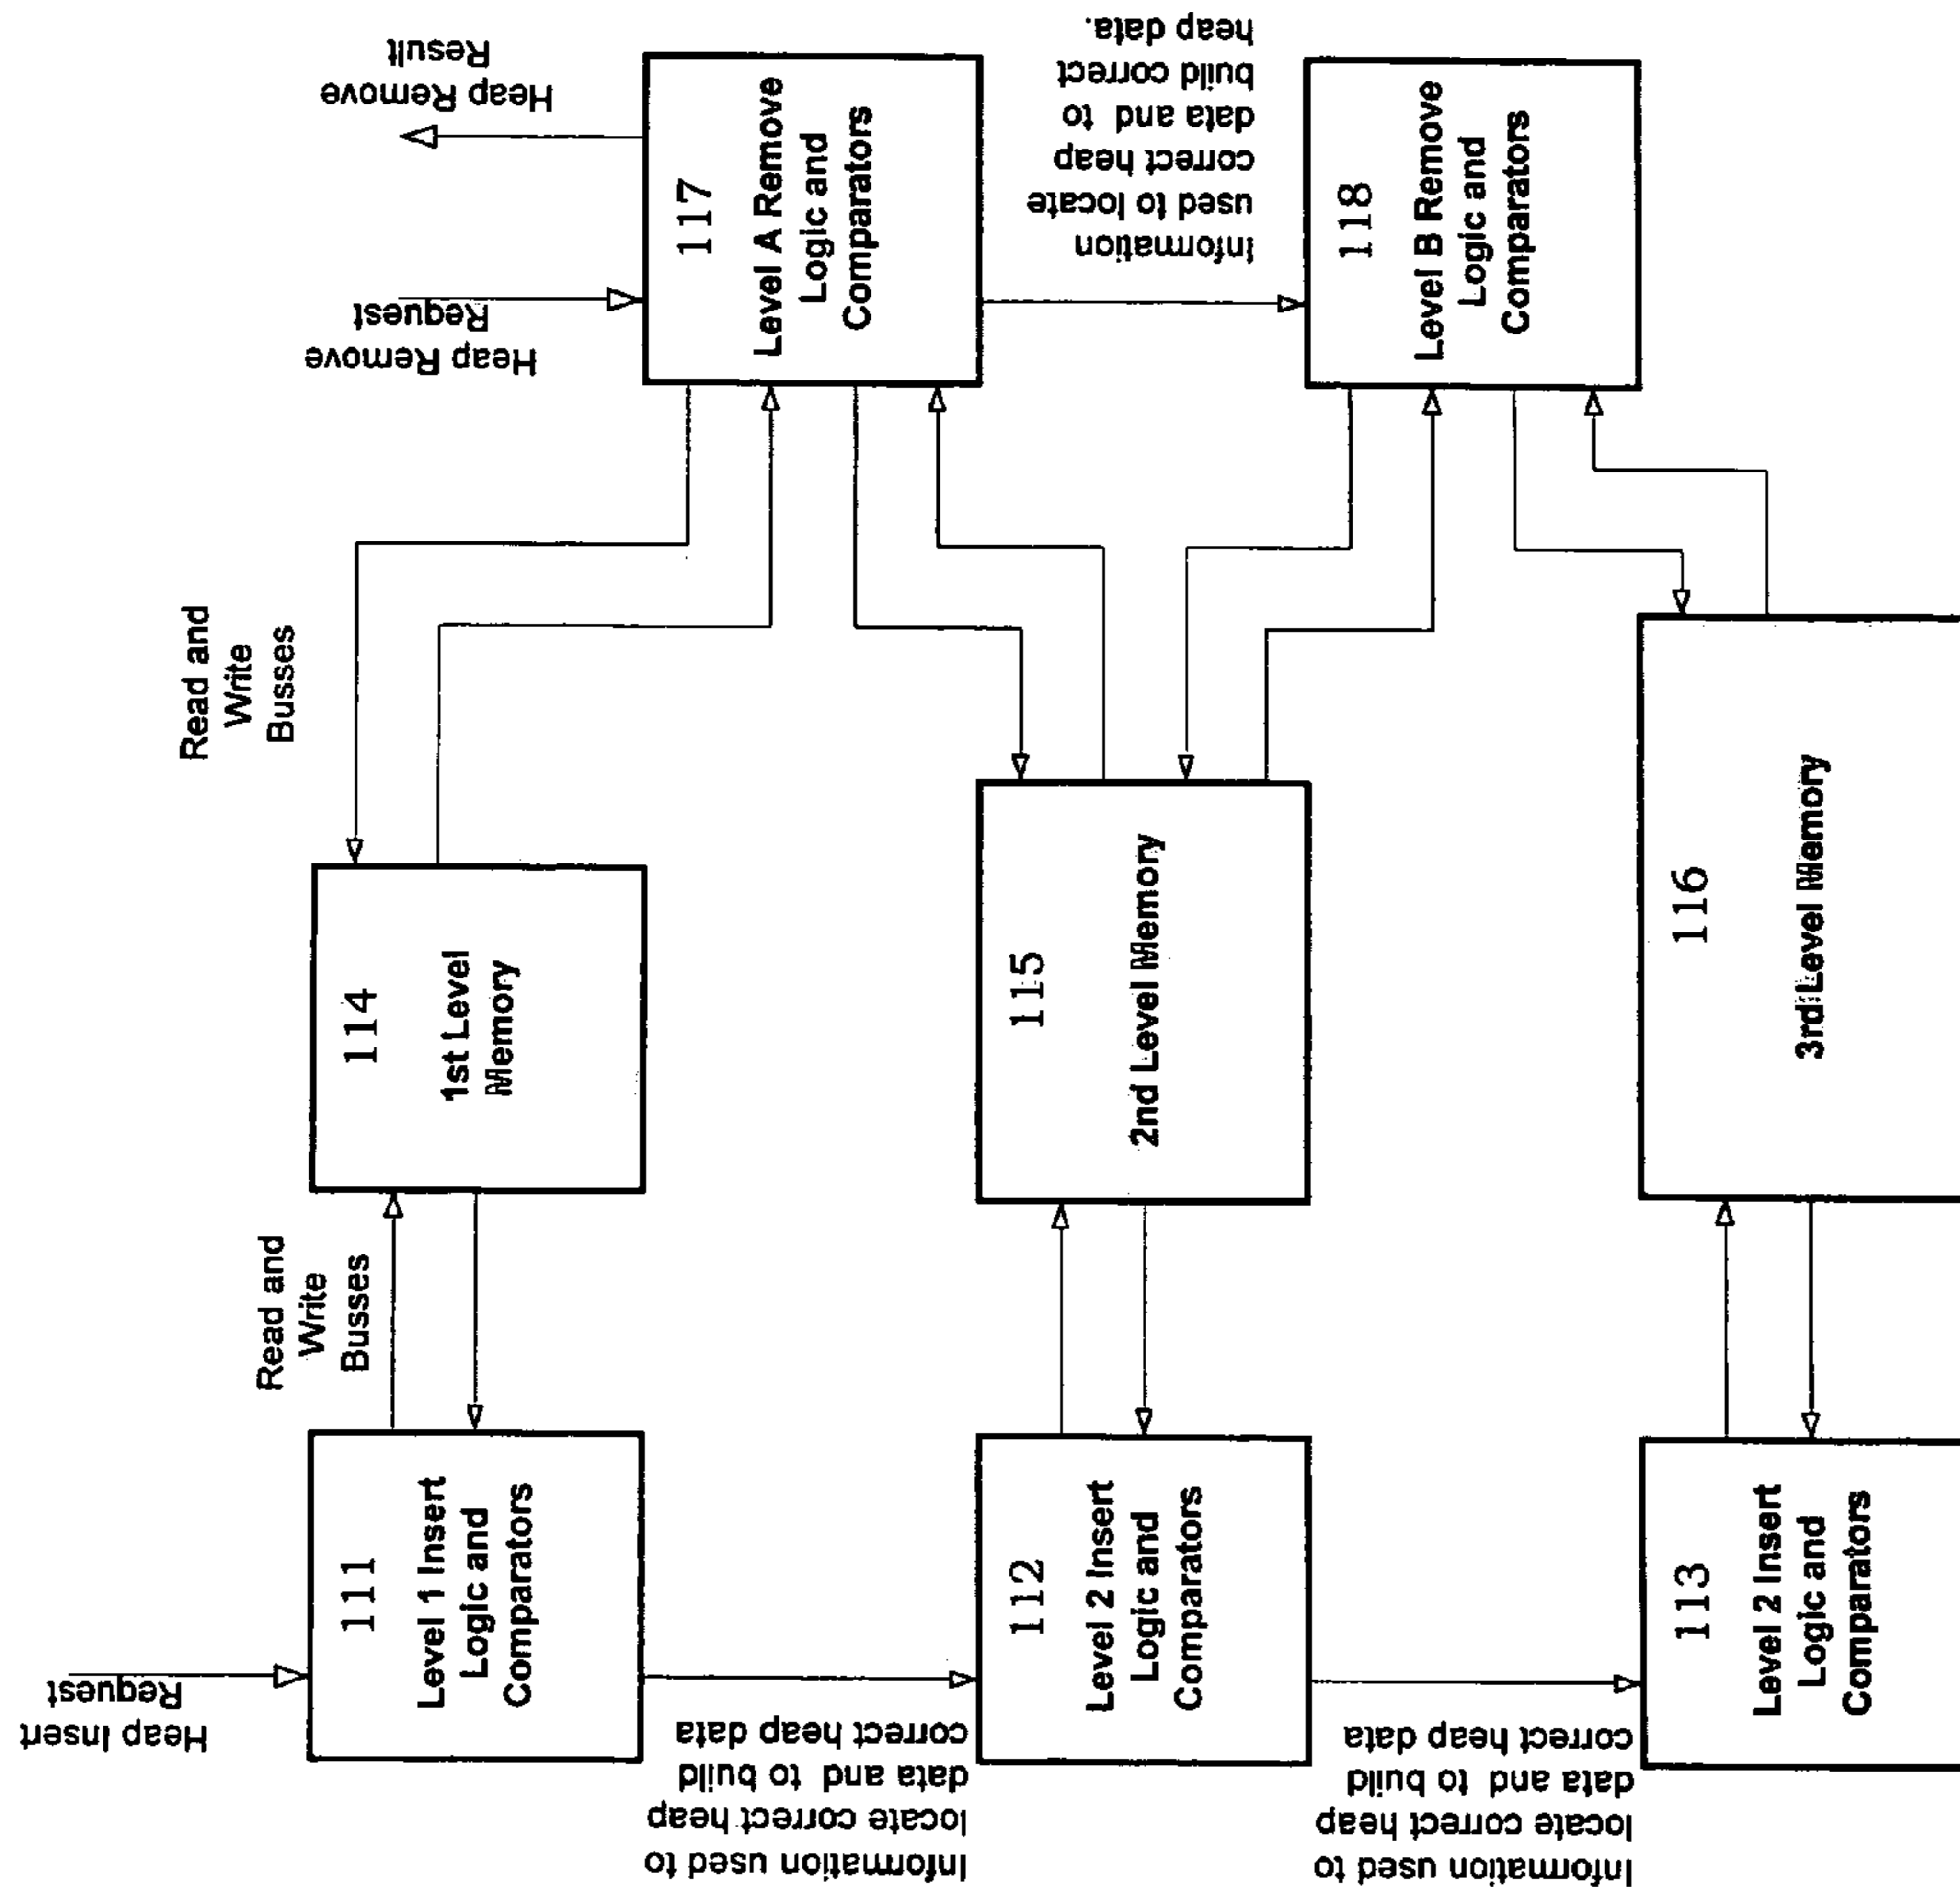 Heap Insert
Request
111
Level 1 Insert
Logic and
Comparators
Read and
Write
Busses
114
1st Level
Memory
Read and
Write
Busses
Heap Remove
Request
Heap Remove
Result
117
Level A Remove
Logic and
Comparators
Information used to
locate correct heap
data and to build
correct heap data
112
Level 2 Insert
Logic and
Comparators
115
2nd Level Memory
Information
used to locate
correct heap
data and to
build correct
heap data.
118
Level B Remove
Logic and
Comparators
Information used to
locate correct heap
data and to build
correct heap data
113
Level 2 Insert
Logic and
Comparators
116
3rd Level Memory